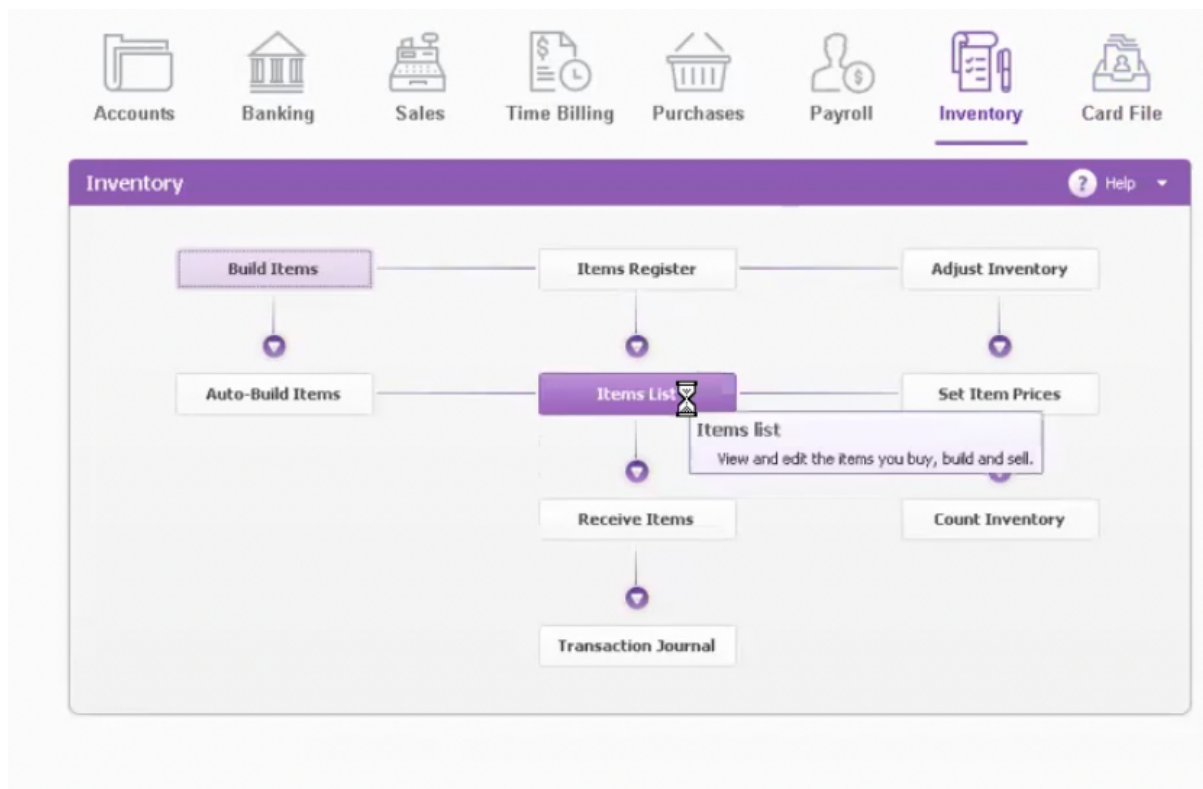 Accounts Banking Sales Time Billing Purchases Payroll Inventory Card File
Inventory ? Help
Build Items Items Register Adjust Inventory
Auto-Build Items Items List Set Item Prices
Items list
View and edit the items you buy, build and sell.
Receive Items Count Inventory
Transaction Journal